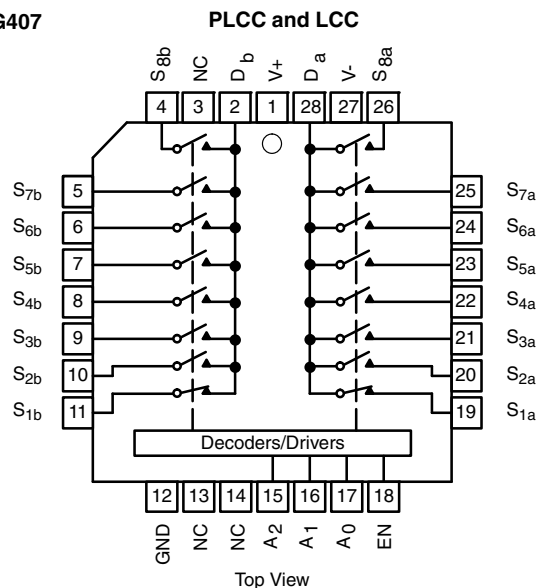 G407
PLCC and LCC
S8b NC Db V+ Da V- S8a
4 3 2 1 28 27 26
S7b 5 25 S7a
S6b 6 24 S6a
S5b 7 23 S5a
S4b 8 22 S4a
S3b 9 21 S3a
S2b 10 20 S2a
S1b 11 19 S1a
Decoders/Drivers
12 13 14 15 16 17 18
GND NC NC A2 A1 A0 EN
Top View